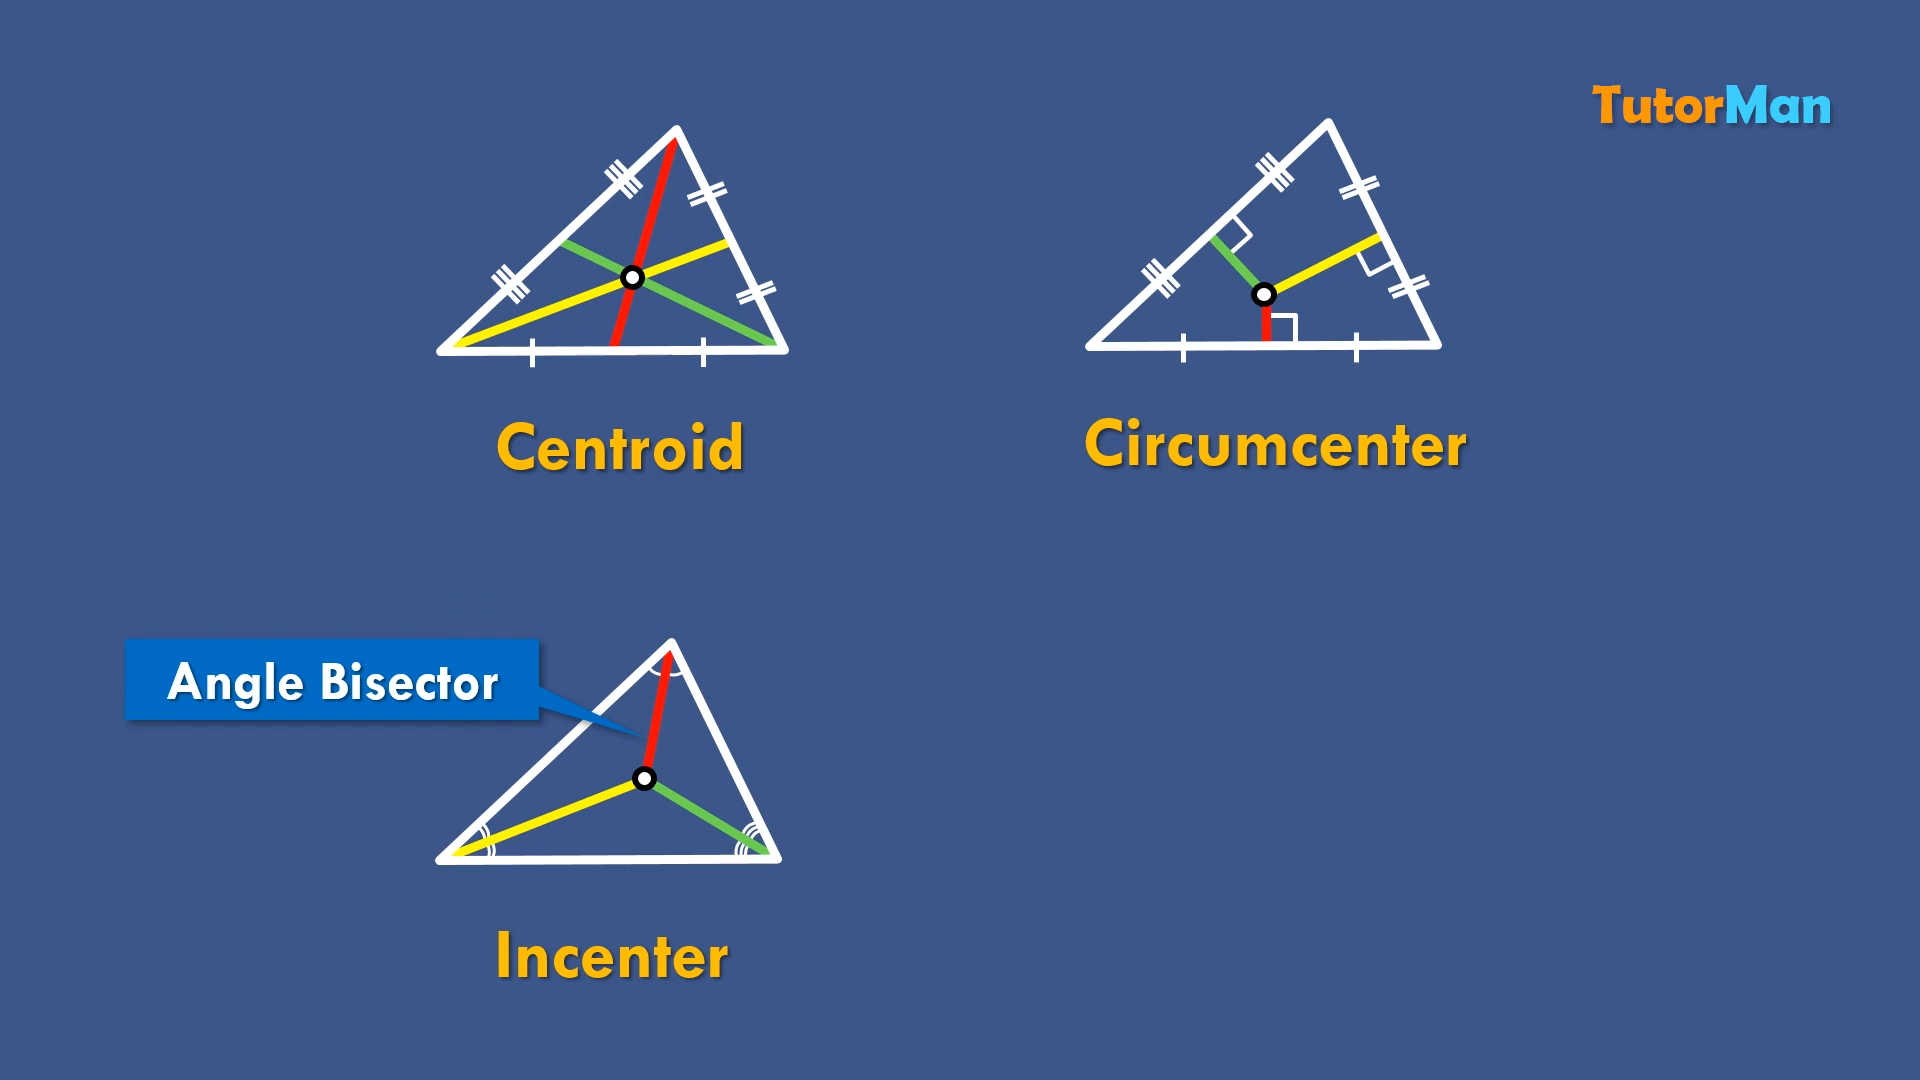 TutorMan
Centroid
Circumcenter
Angle Bisector
Incenter